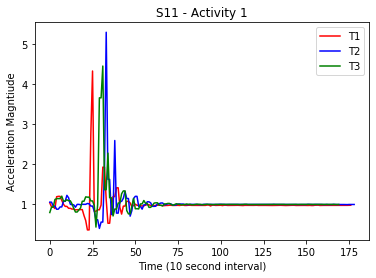 S11 - Activity 1
T1
T2
T3
Acceleration Magntiude
5
4
3
2
1
0 25 50 75 100 125 150 175
Time (10 second interval)